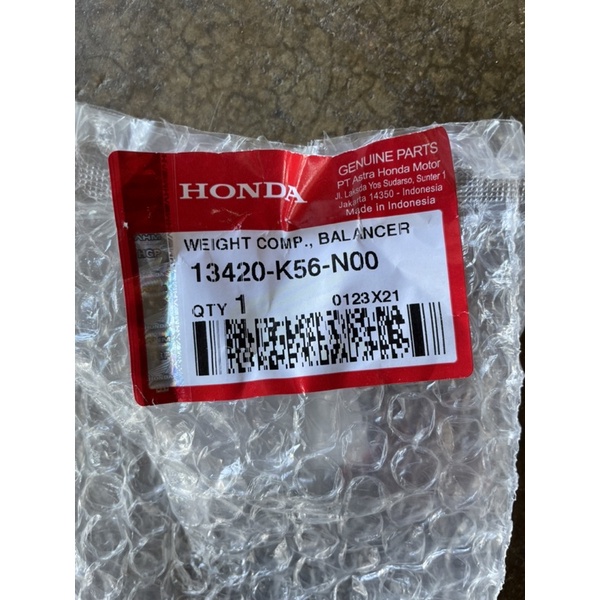 HONDA
GENUINE PARTS
PT Astra Honda Motor
Jl. Laksda Yos Sudarso, Sunter 1
Jakarta 14350 - Indonesia
Made in Indonesia
WEIGHT COMP., BALANCER
13420-K56-N00
QTY 1 0123X21